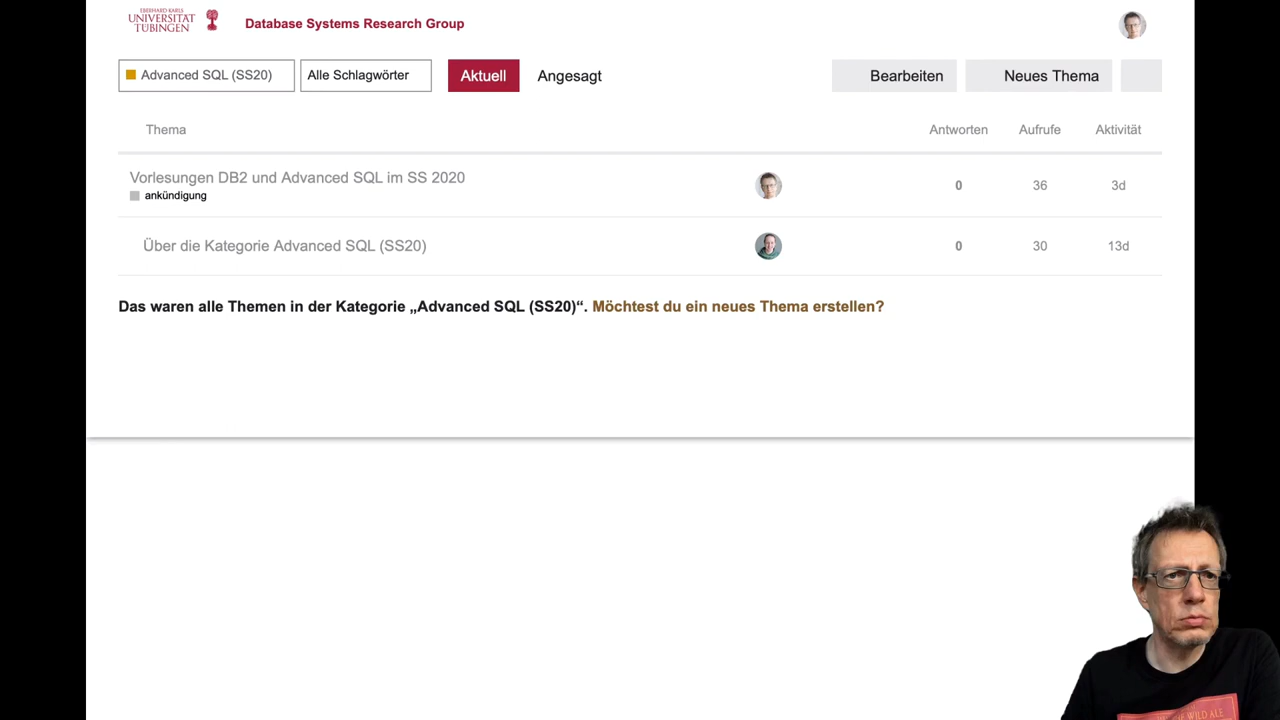 EBERHARD KARLS
UNIVERSITÄT
TÜBINGEN
Database Systems Research Group
Advanced SQL (SS20)
Alle Schlagwörter
Aktuell
Angesagt
Bearbeiten
Neues Thema
Thema Antworten Aufrufe Aktivität
Vorlesungen DB2 und Advanced SQL im SS 2020 0 36 3d
ankündigung
Über die Kategorie Advanced SQL (SS20) 0 30 13d
Das waren alle Themen in der Kategorie „Advanced SQL (SS20)“. Möchtest du ein neues Thema erstellen?
WILD ALE